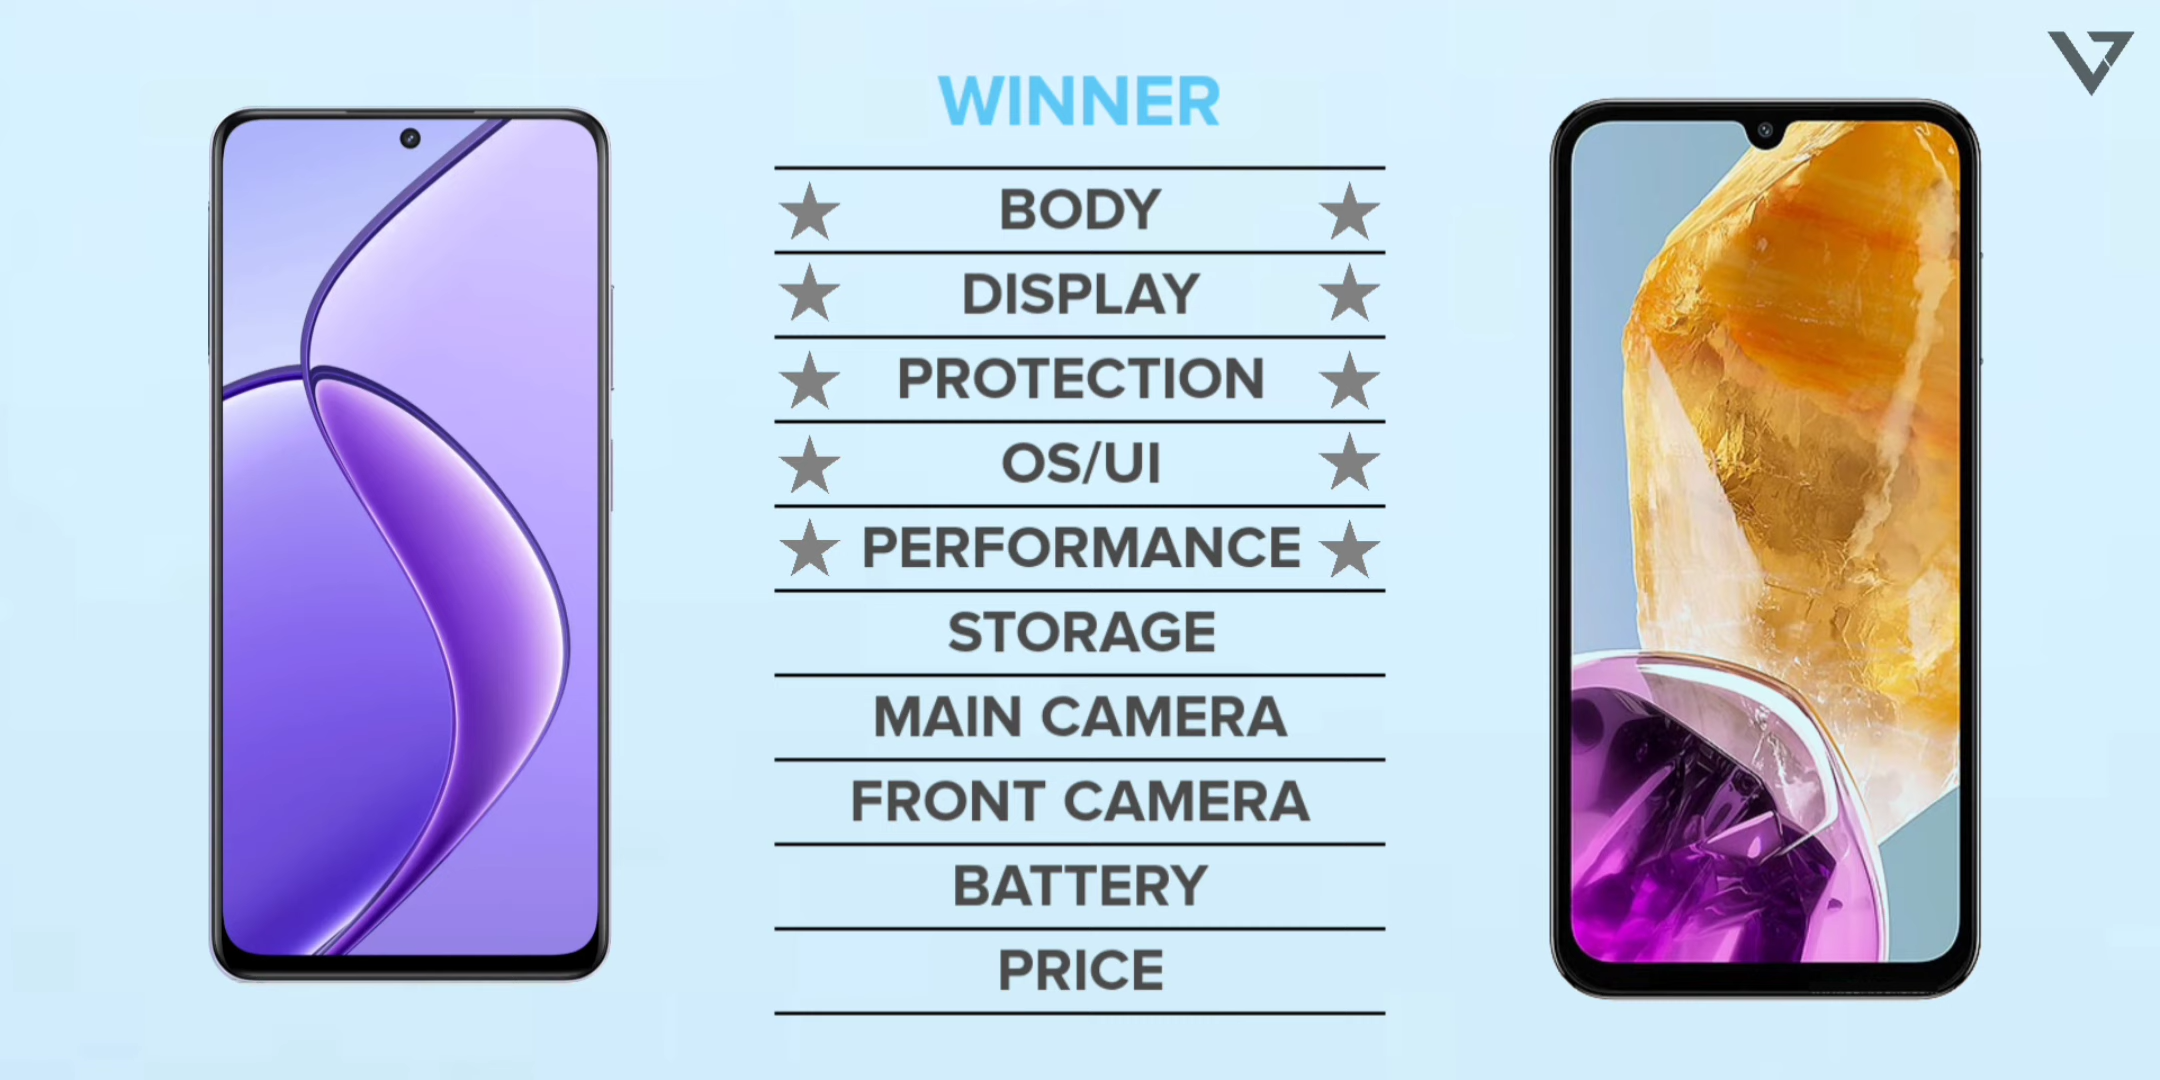 WINNER
BODY
DISPLAY
PROTECTION
OS/UI
PERFORMANCE
STORAGE
MAIN CAMERA
FRONT CAMERA
BATTERY
PRICE